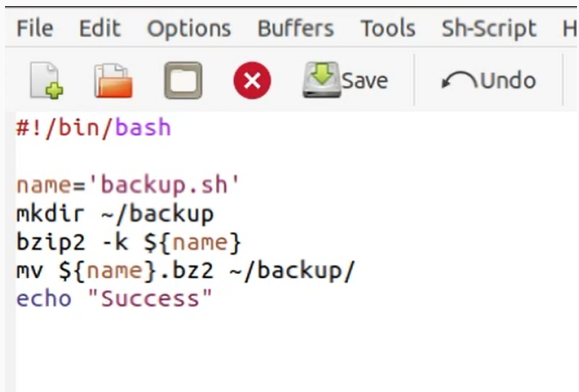 File Edit Options Buffers Tools Sh-Script H
Save Undo
#!/bin/bash
name='backup.sh'
mkdir ~/backup
bzip2 -k ${name}
mv ${name}.bz2 ~/backup/
echo "Success"